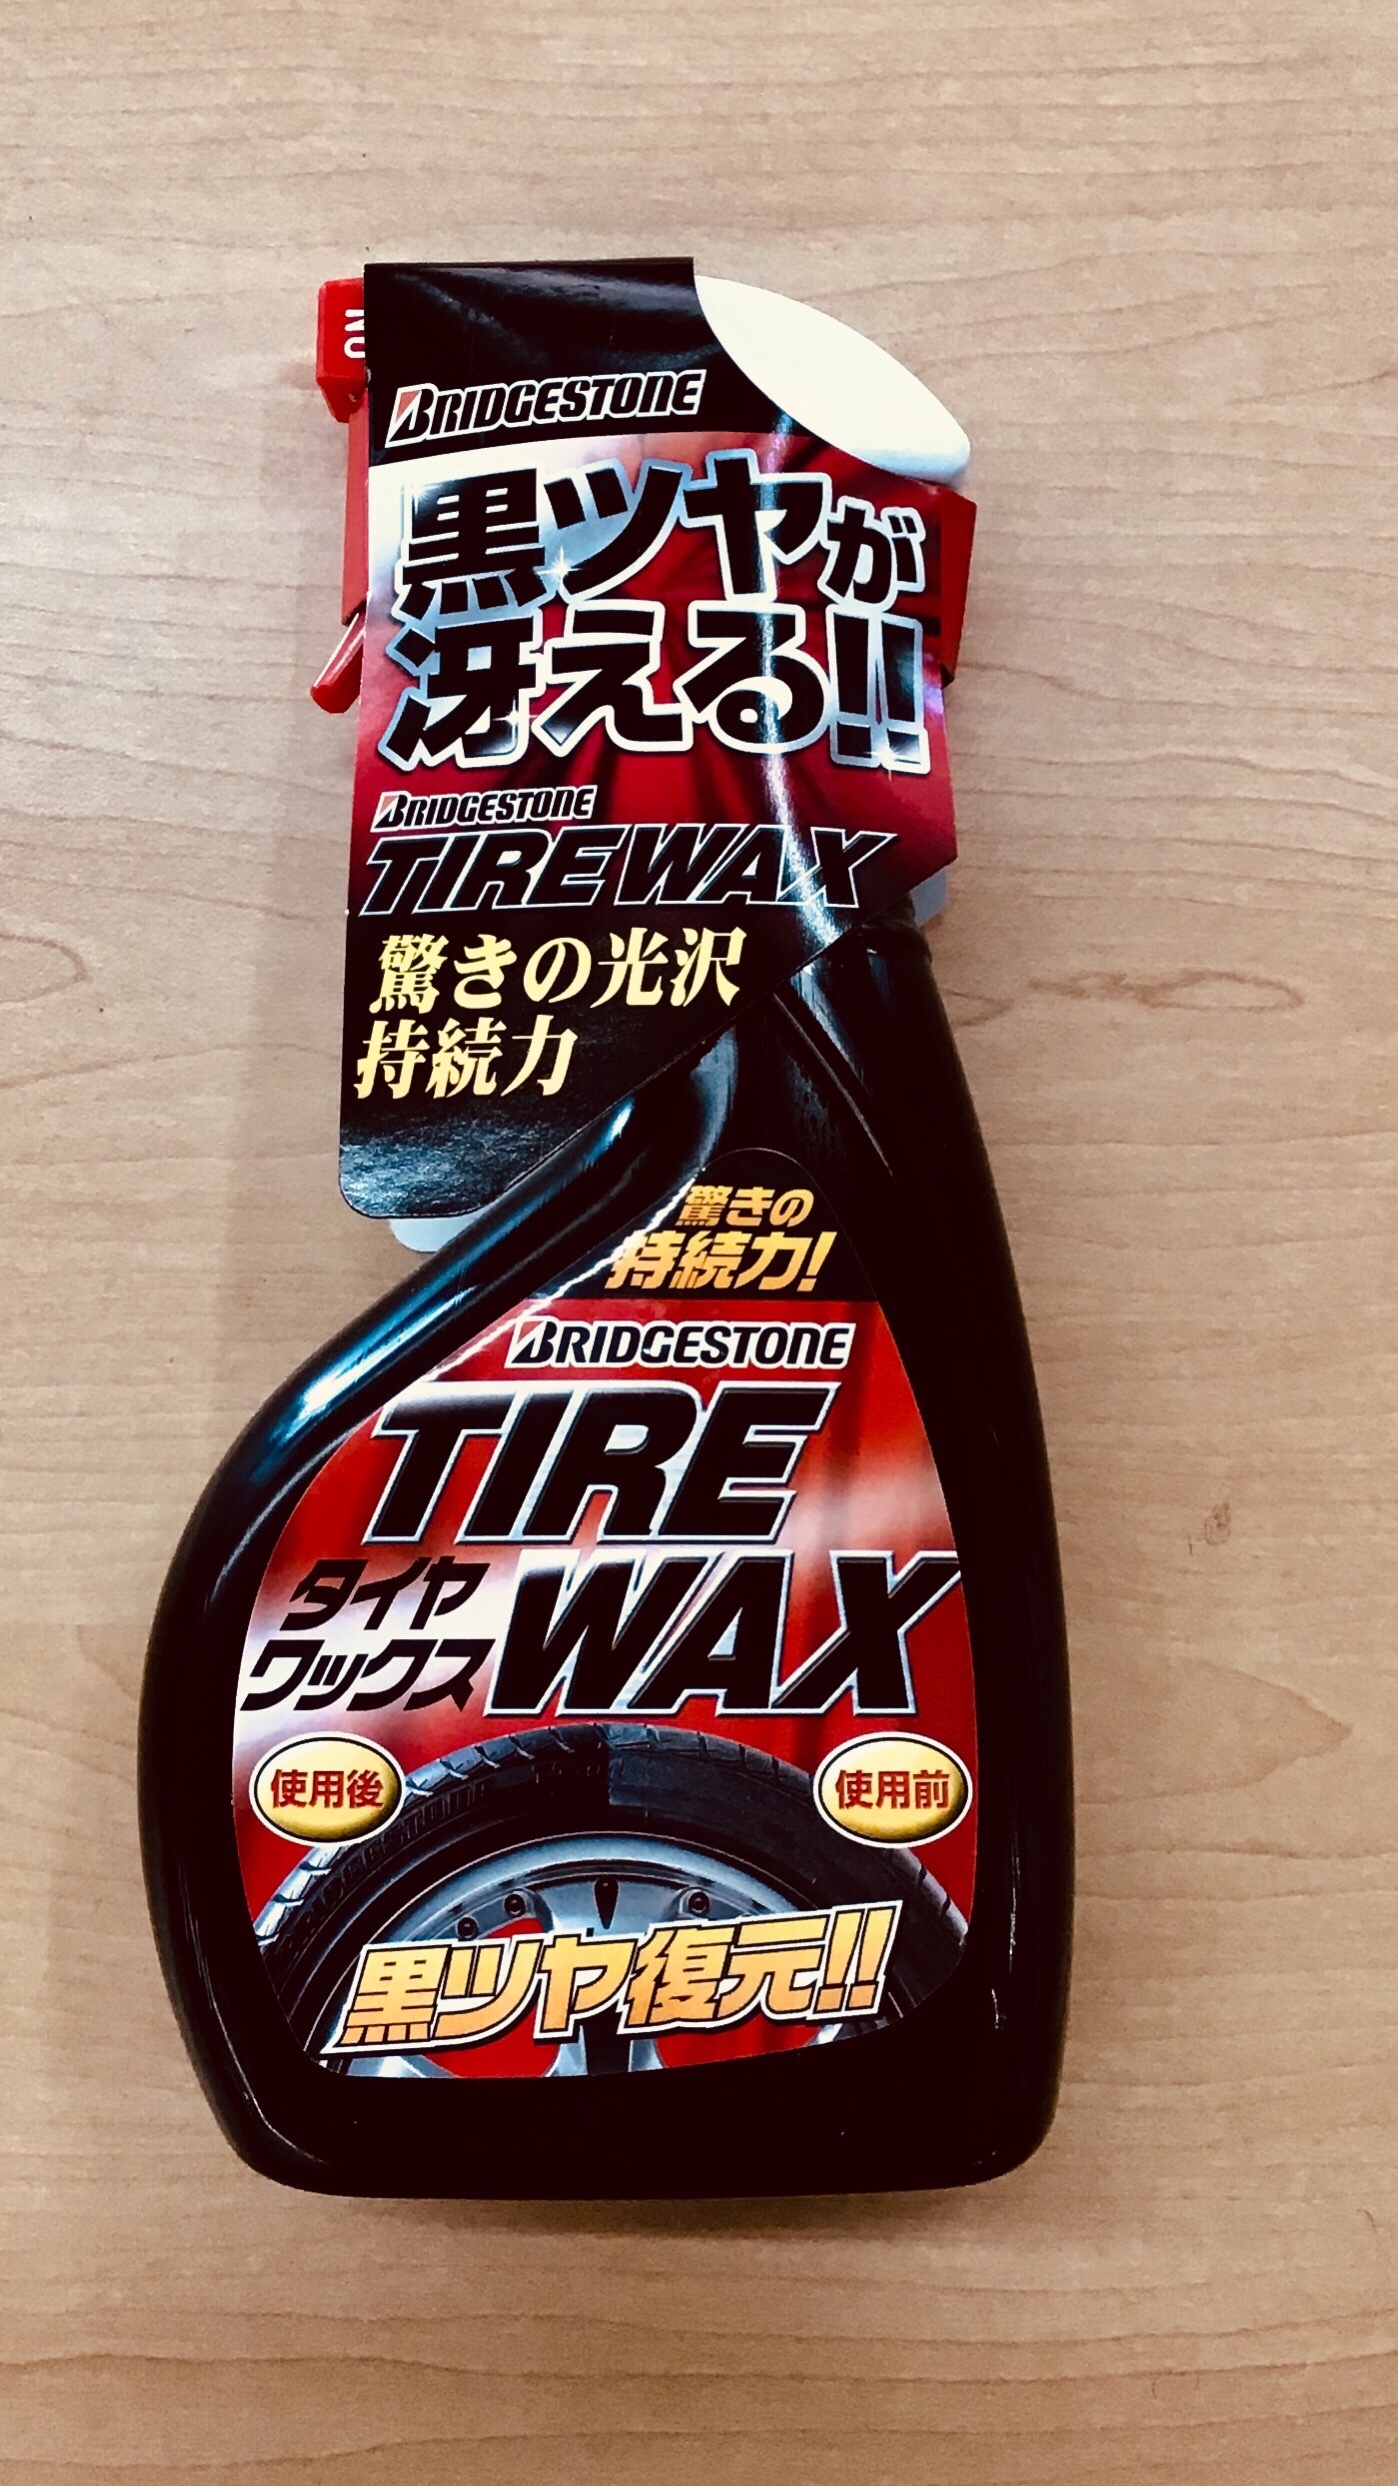 BRIDGESTONE
黒ツヤが
冴える!!
BRIDGESTONE
TIREWAX
驚きの光沢
持続力
驚きの
持続力!
BRIDGESTONE
TIRE
タイヤ
ワックス
WAX
使用後
使用前
黒ツヤ復元!!